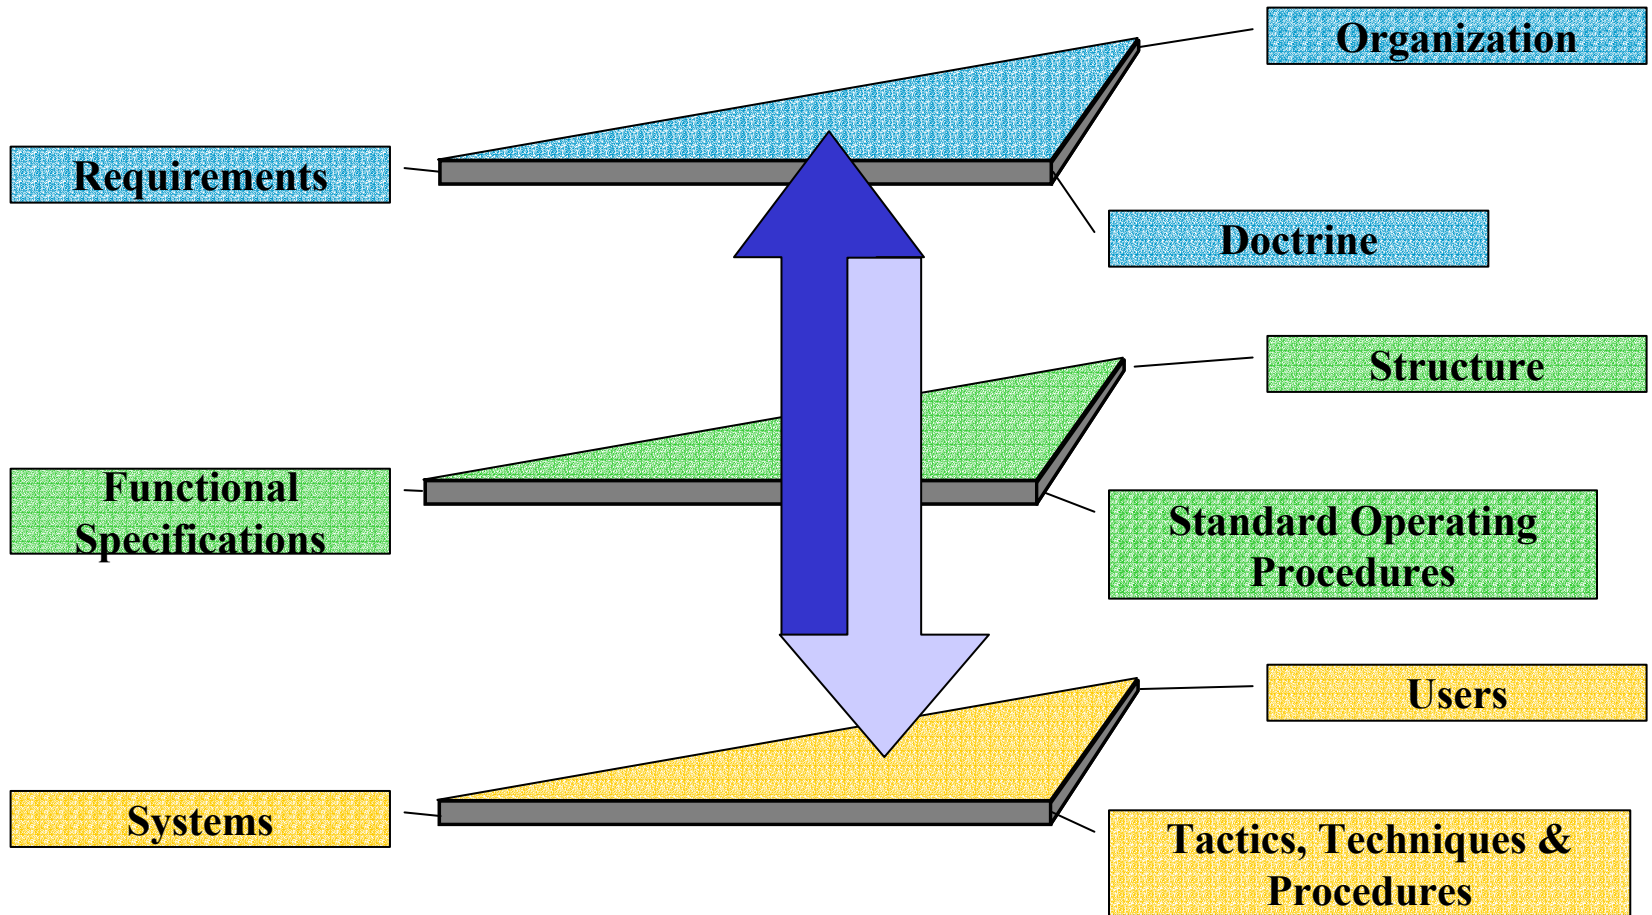 Organization
Requirements
Doctrine
Structure
Functional
Specifications
Standard Operating
Procedures
Users
Systems
Tactics, Techniques &
Procedures